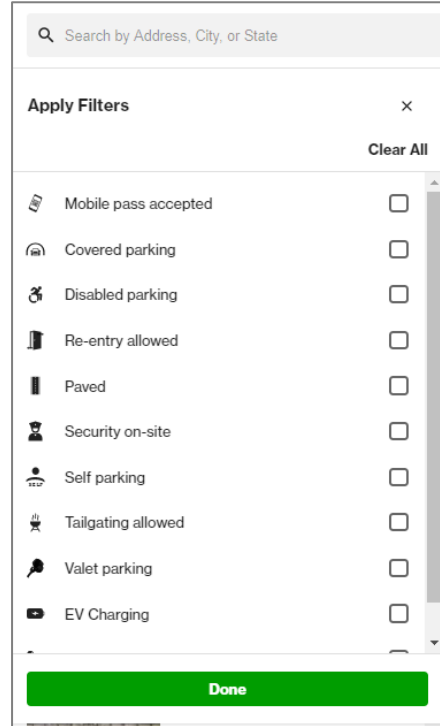 Search by Address, City, or State
Apply Filters
Clear All
Mobile pass accepted
Covered parking
Disabled parking
Re-entry allowed
Paved
Security on-site
SELF Self parking
Tailgating allowed
Valet parking
EV Charging
Done